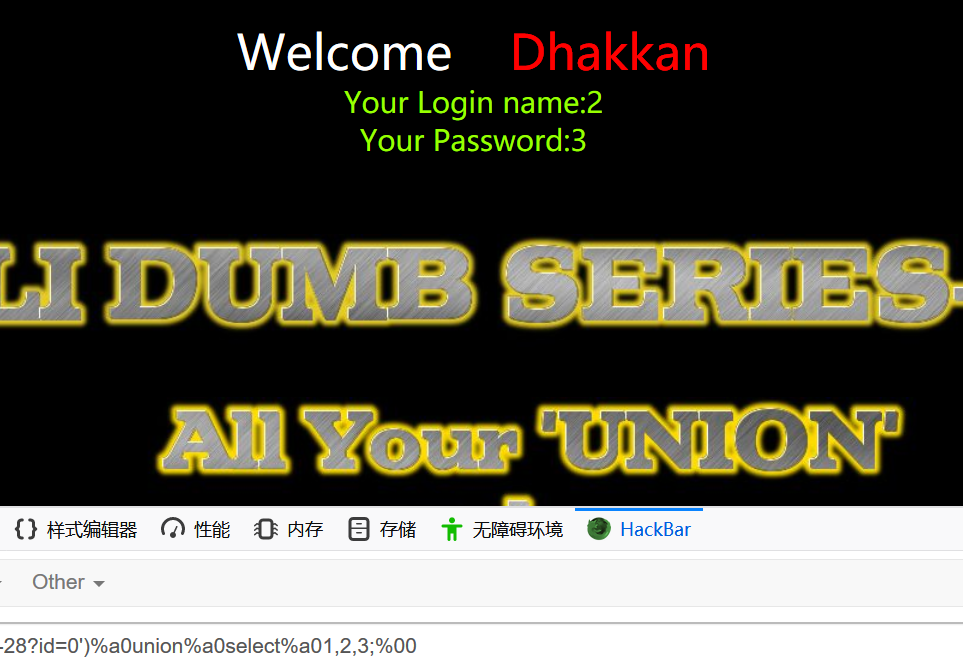 Welcome Dhakkan
Your Login name:2
Your Password:3
LI DUMB SERIES-
All Your 'UNION'
样式编辑器 性能 内存 存储 无障碍环境 HackBar
Other
-28?id=0')%a0union%a0select%a01,2,3;%00